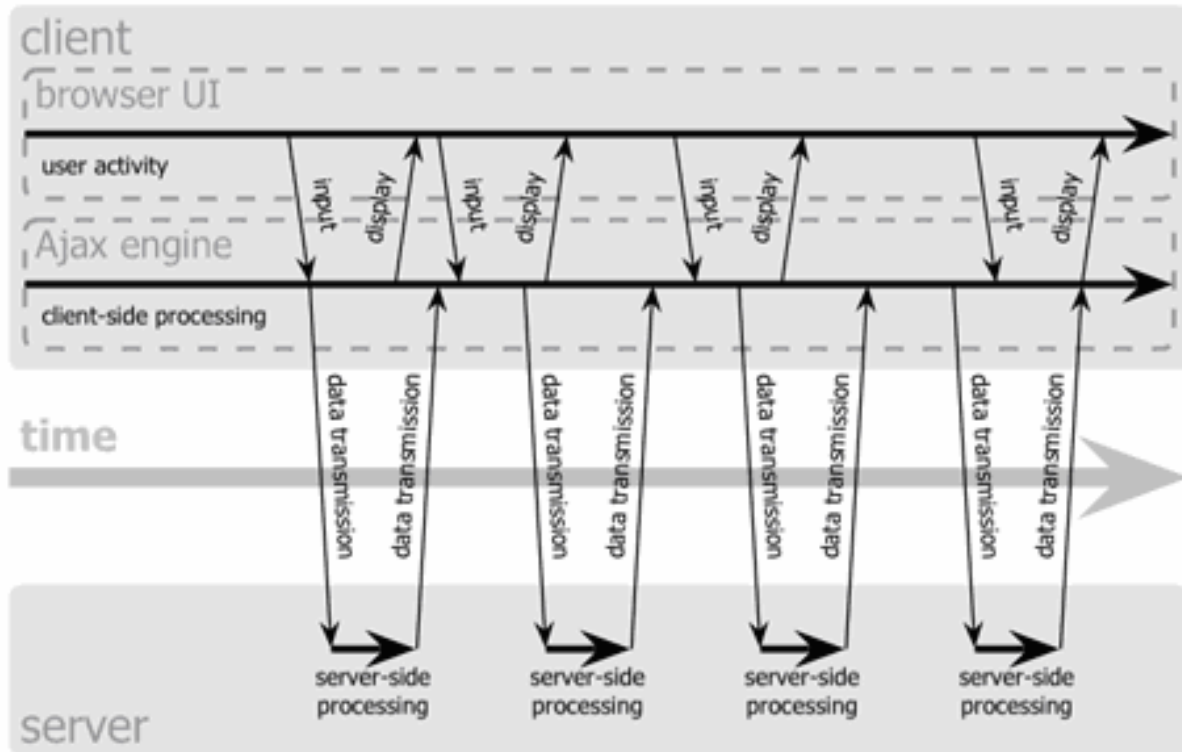 client
browser UI
user activity
input
display
input
display
input
display
input
display
Ajax engine
client-side processing
data transmission
data transmission
data transmission
data transmission
data transmission
data transmission
data transmission
data transmission
time
server-side
processing
server-side
processing
server-side
processing
server-side
processing
server